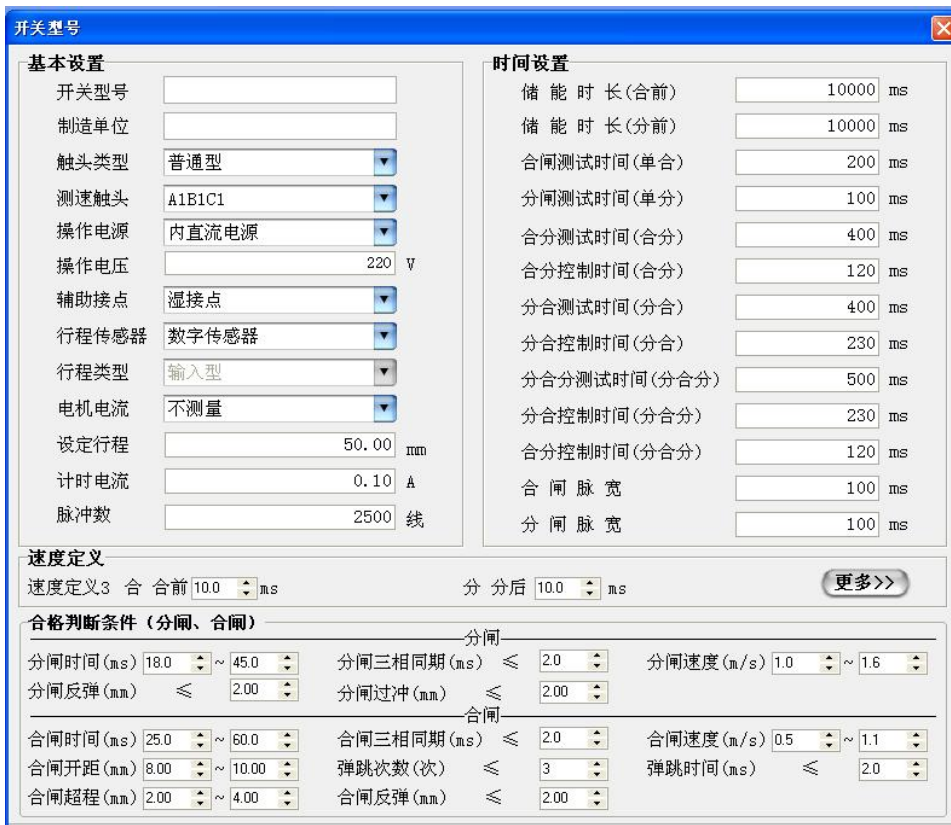 开关型号
基本设置
开关型号
制造单位
触头类型 普通型
测速触头 A1B1C1
操作电源 内直流电源
操作电压 220 V
辅助接点 湿接点
行程传感器 数字传感器
行程类型 输入型
电机电流 不测量
设定行程 50.00 mm
计时电流 0.10 A
脉冲数 2500 线
时间设置
储 能 时 长(合前) 10000 ms
储 能 时 长(分前) 10000 ms
合闸测试时间(单合) 200 ms
分闸测试时间(单分) 100 ms
合分测试时间(合分) 400 ms
合分控制时间(合分) 120 ms
分合测试时间(分合) 400 ms
分合控制时间(分合) 230 ms
分合分测试时间(分合分) 500 ms
分合控制时间(分合分) 230 ms
合分控制时间(分合分) 120 ms
合 闸 脉 宽 100 ms
分 闸 脉 宽 100 ms
速度定义
速度定义3 合 合前 10.0 ms 分 分后 10.0 ms 更多>>
合格判断条件（分闸、合闸）
分闸
分闸时间(ms) 18.0 ~ 45.0 分闸三相同期(ms) ≤ 2.0 分闸速度(m/s) 1.0 ~ 1.6
分闸反弹(mm) ≤ 2.00 分闸过冲(mm) ≤ 2.00
合闸
合闸时间(ms) 25.0 ~ 60.0 合闸三相同期(ms) ≤ 2.0 合闸速度(m/s) 0.5 ~ 1.1
合闸开距(mm) 8.00 ~ 10.00 弹跳次数(次) ≤ 3 弹跳时间(ms) ≤ 2.0
合闸超程(mm) 2.00 ~ 4.00 合闸反弹(mm) ≤ 2.00